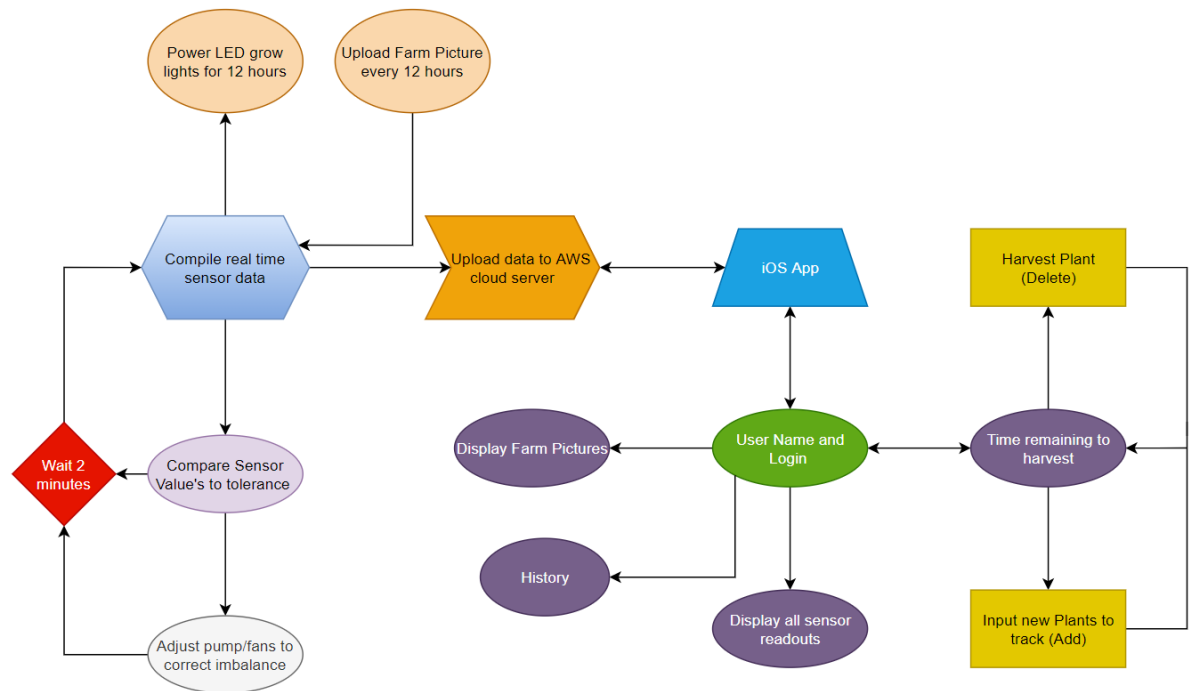 Power LED grow
lights for 12 hours
Upload Farm Picture
every 12 hours
Compile real time
sensor data
Upload data to AWS
cloud server
iOS App
Harvest Plant
(Delete)
Wait 2
minutes
Compare Sensor
Value's to tolerance
Display Farm Pictures
User Name and
Login
Time remaining to
harvest
History
Display all sensor
readouts
Input new Plants to
track (Add)
Adjust pump/fans to
correct imbalance